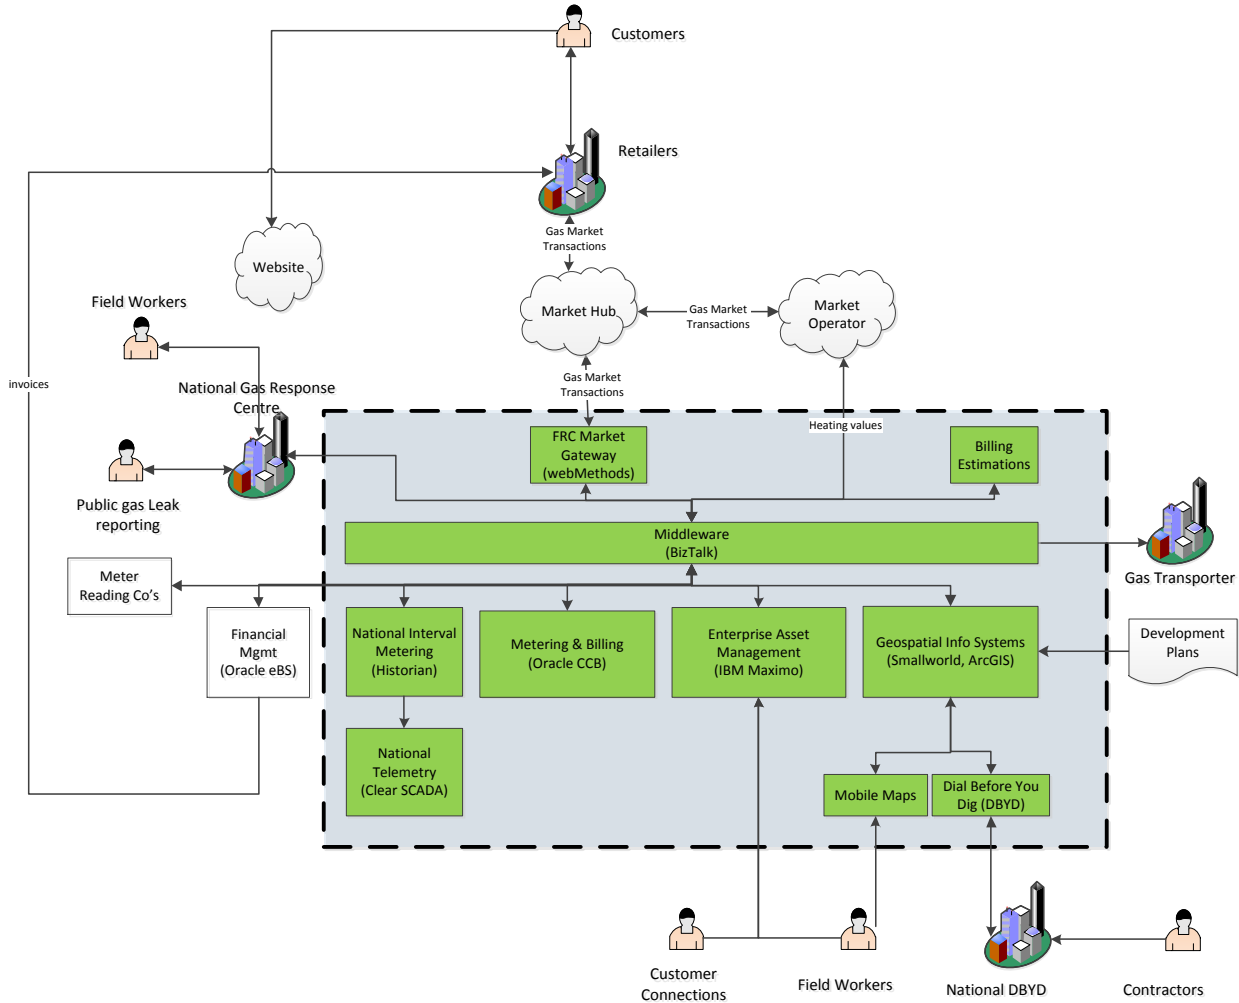 Customers
Retailers
Gas Market
Transactions
Website
Market Hub
Gas Market
Transactions
Market
Operator
Field Workers
invoices
National Gas Response
Centre
Gas Market
Transactions
Heating values
FRC Market
Gateway
(webMethods)
Billing
Estimations
Public gas Leak
reporting
Middleware
(BizTalk)
Gas Transporter
Meter
Reading Co's
Financial
Mgmt
(Oracle eBS)
National Interval
Metering
(Historian)
Metering & Billing
(Oracle CCB)
Enterprise Asset
Management
(IBM Maximo)
Geospatial Info Systems
(Smallworld, ArcGIS)
Development
Plans
National
Telemetry
(Clear SCADA)
Mobile Maps
Dial Before You
Dig (DBYD)
Customer
Connections
Field Workers
National DBYD
Contractors